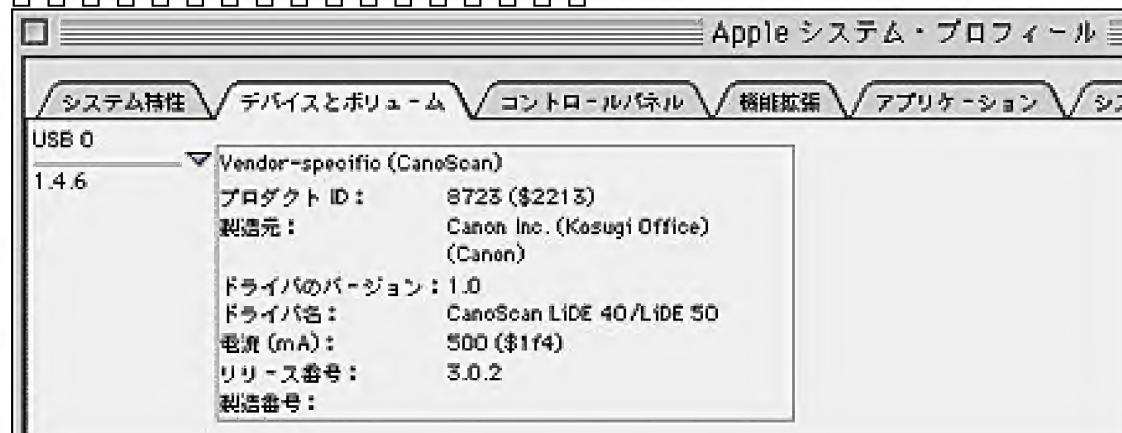 Apple システム・プロフィール
システム特性 デバイスとボリューム コントロールパネル 機能拡張 アプリケーション シス
USB 0
1.4.6
Vendor-specific (CanoScan)
プロダクト ID： 8723 ($2213)
製造元： Canon Inc. (Kosugi Office)
(Canon)
ドライバのバージョン：1.0
ドライバ名： CanoScan LiDE 40/LiDE 50
電流 (mA)： 500 ($1f4)
リリース番号： 3.0.2
製造番号：